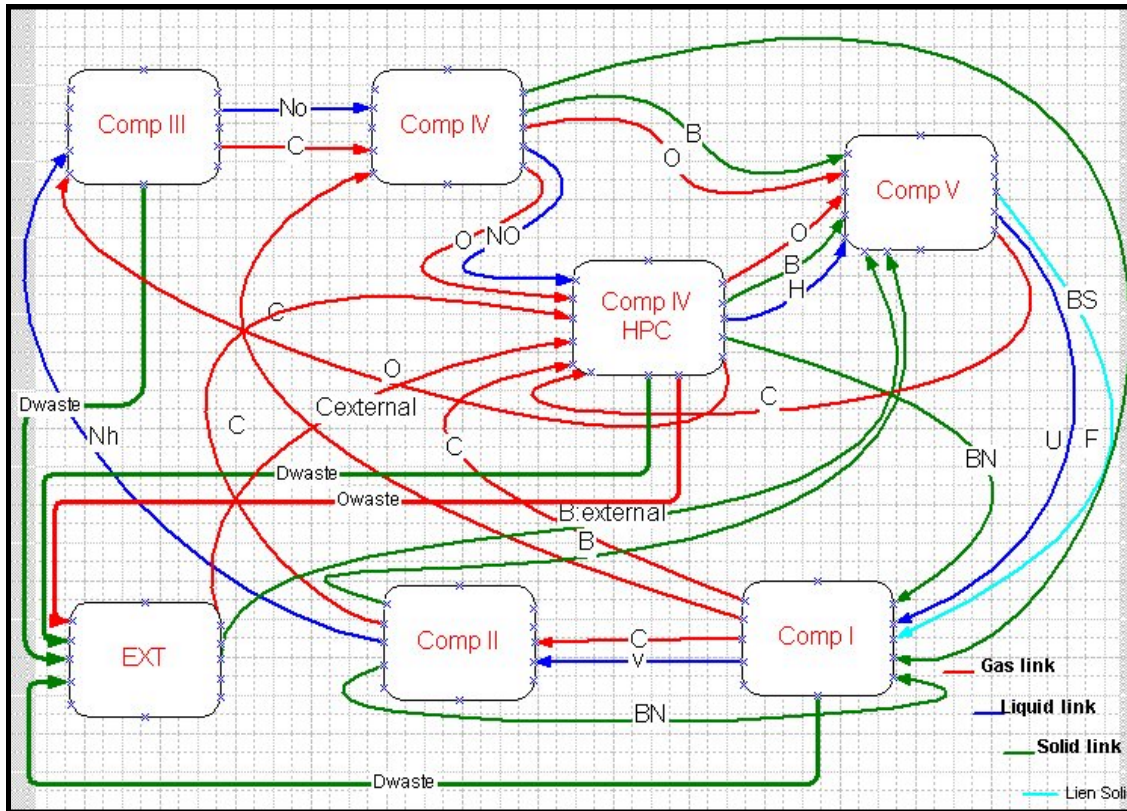 Comp III
No
C
Comp IV
B
O
Comp V
O
NO
O
B
H
Comp IV
HPC
BS
C
O
Cexternal
C
Dwaste
Nh
C
C
U
F
BN
Dwaste
Owaste
B:external
B
EXT
Comp II
C
v
Comp I
Gas link
BN
Liquid link
Solid link
Dwaste
Lien Soli